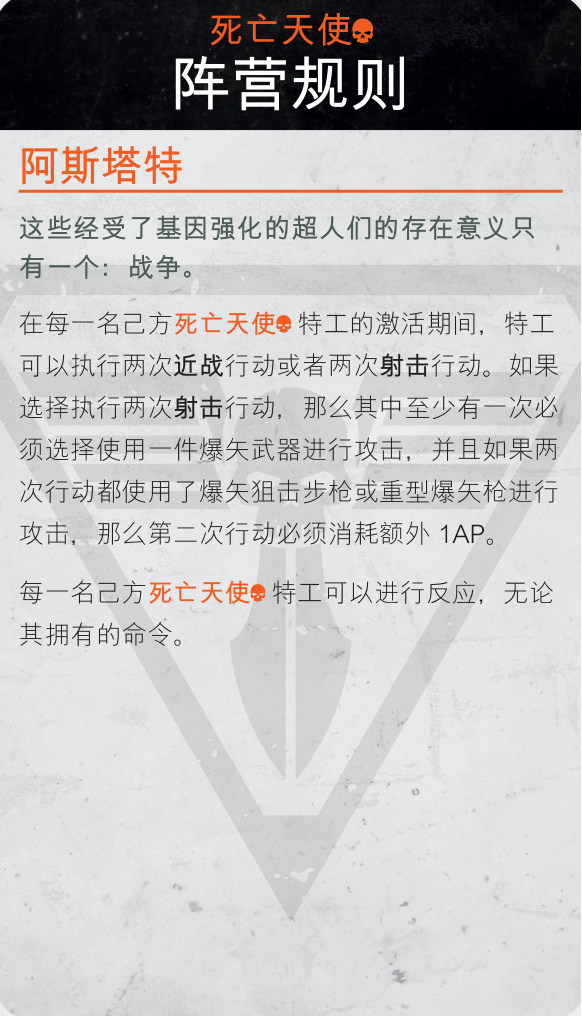 死亡天使
阵营规则
阿斯塔特
这些经受了基因强化的超人们的存在意义只
有一个：战争。
在每一名己方死亡天使特工的激活期间，特工
可以执行两次近战行动或者两次射击行动。如果
选择执行两次射击行动，那么其中至少有一次必
须选择使用一件爆矢武器进行攻击，并且如果两
次行动都使用了爆矢狙击步枪或重型爆矢枪进行
攻击，那么第二次行动必须消耗额外 1AP。
每一名己方死亡天使特工可以进行反应，无论
其拥有的命令。